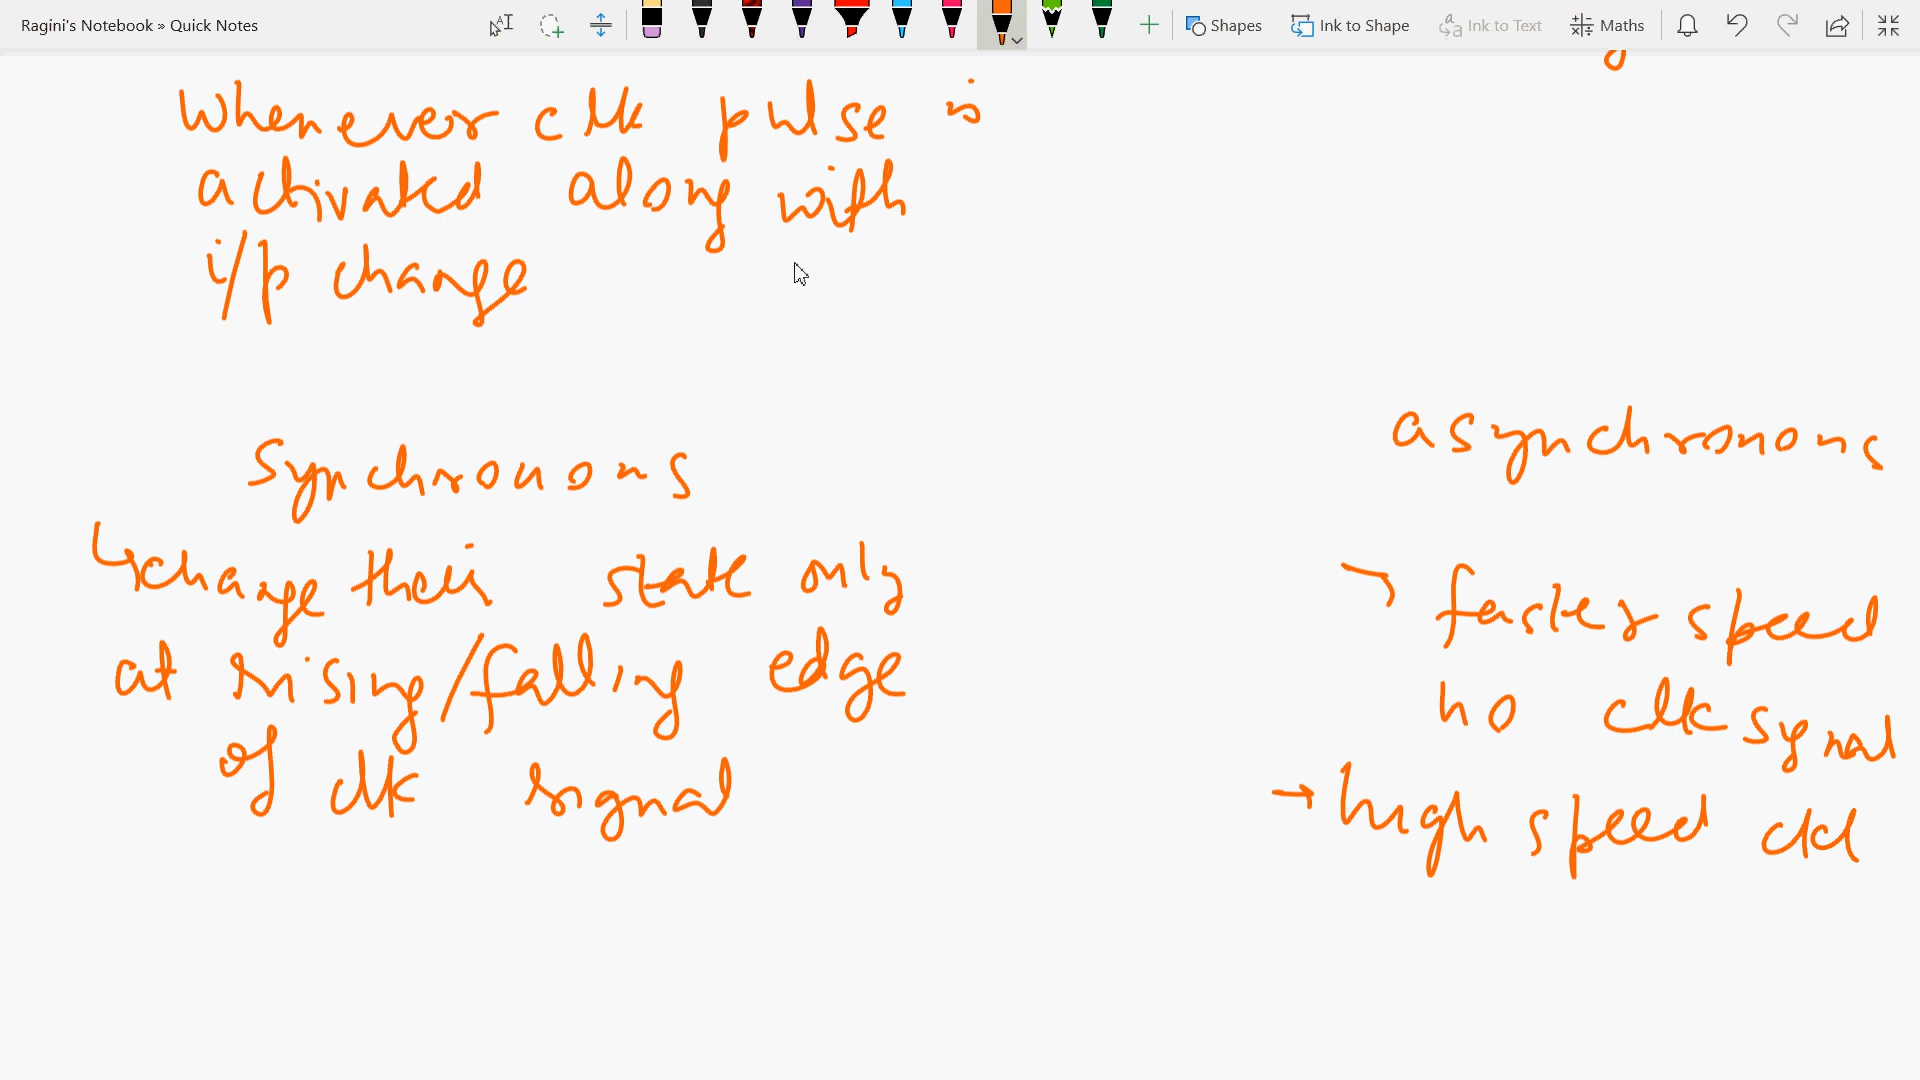 Ragini's Notebook » Quick Notes
Shapes
Ink to Shape
Ink to Text
Maths
Whenever clk pulse is
activated along with
i/p change
Synchronous
↳change their state only
at rising/falling edge
of clk signal
asynchronous
→ faster speed
no clk signal
→ high speed